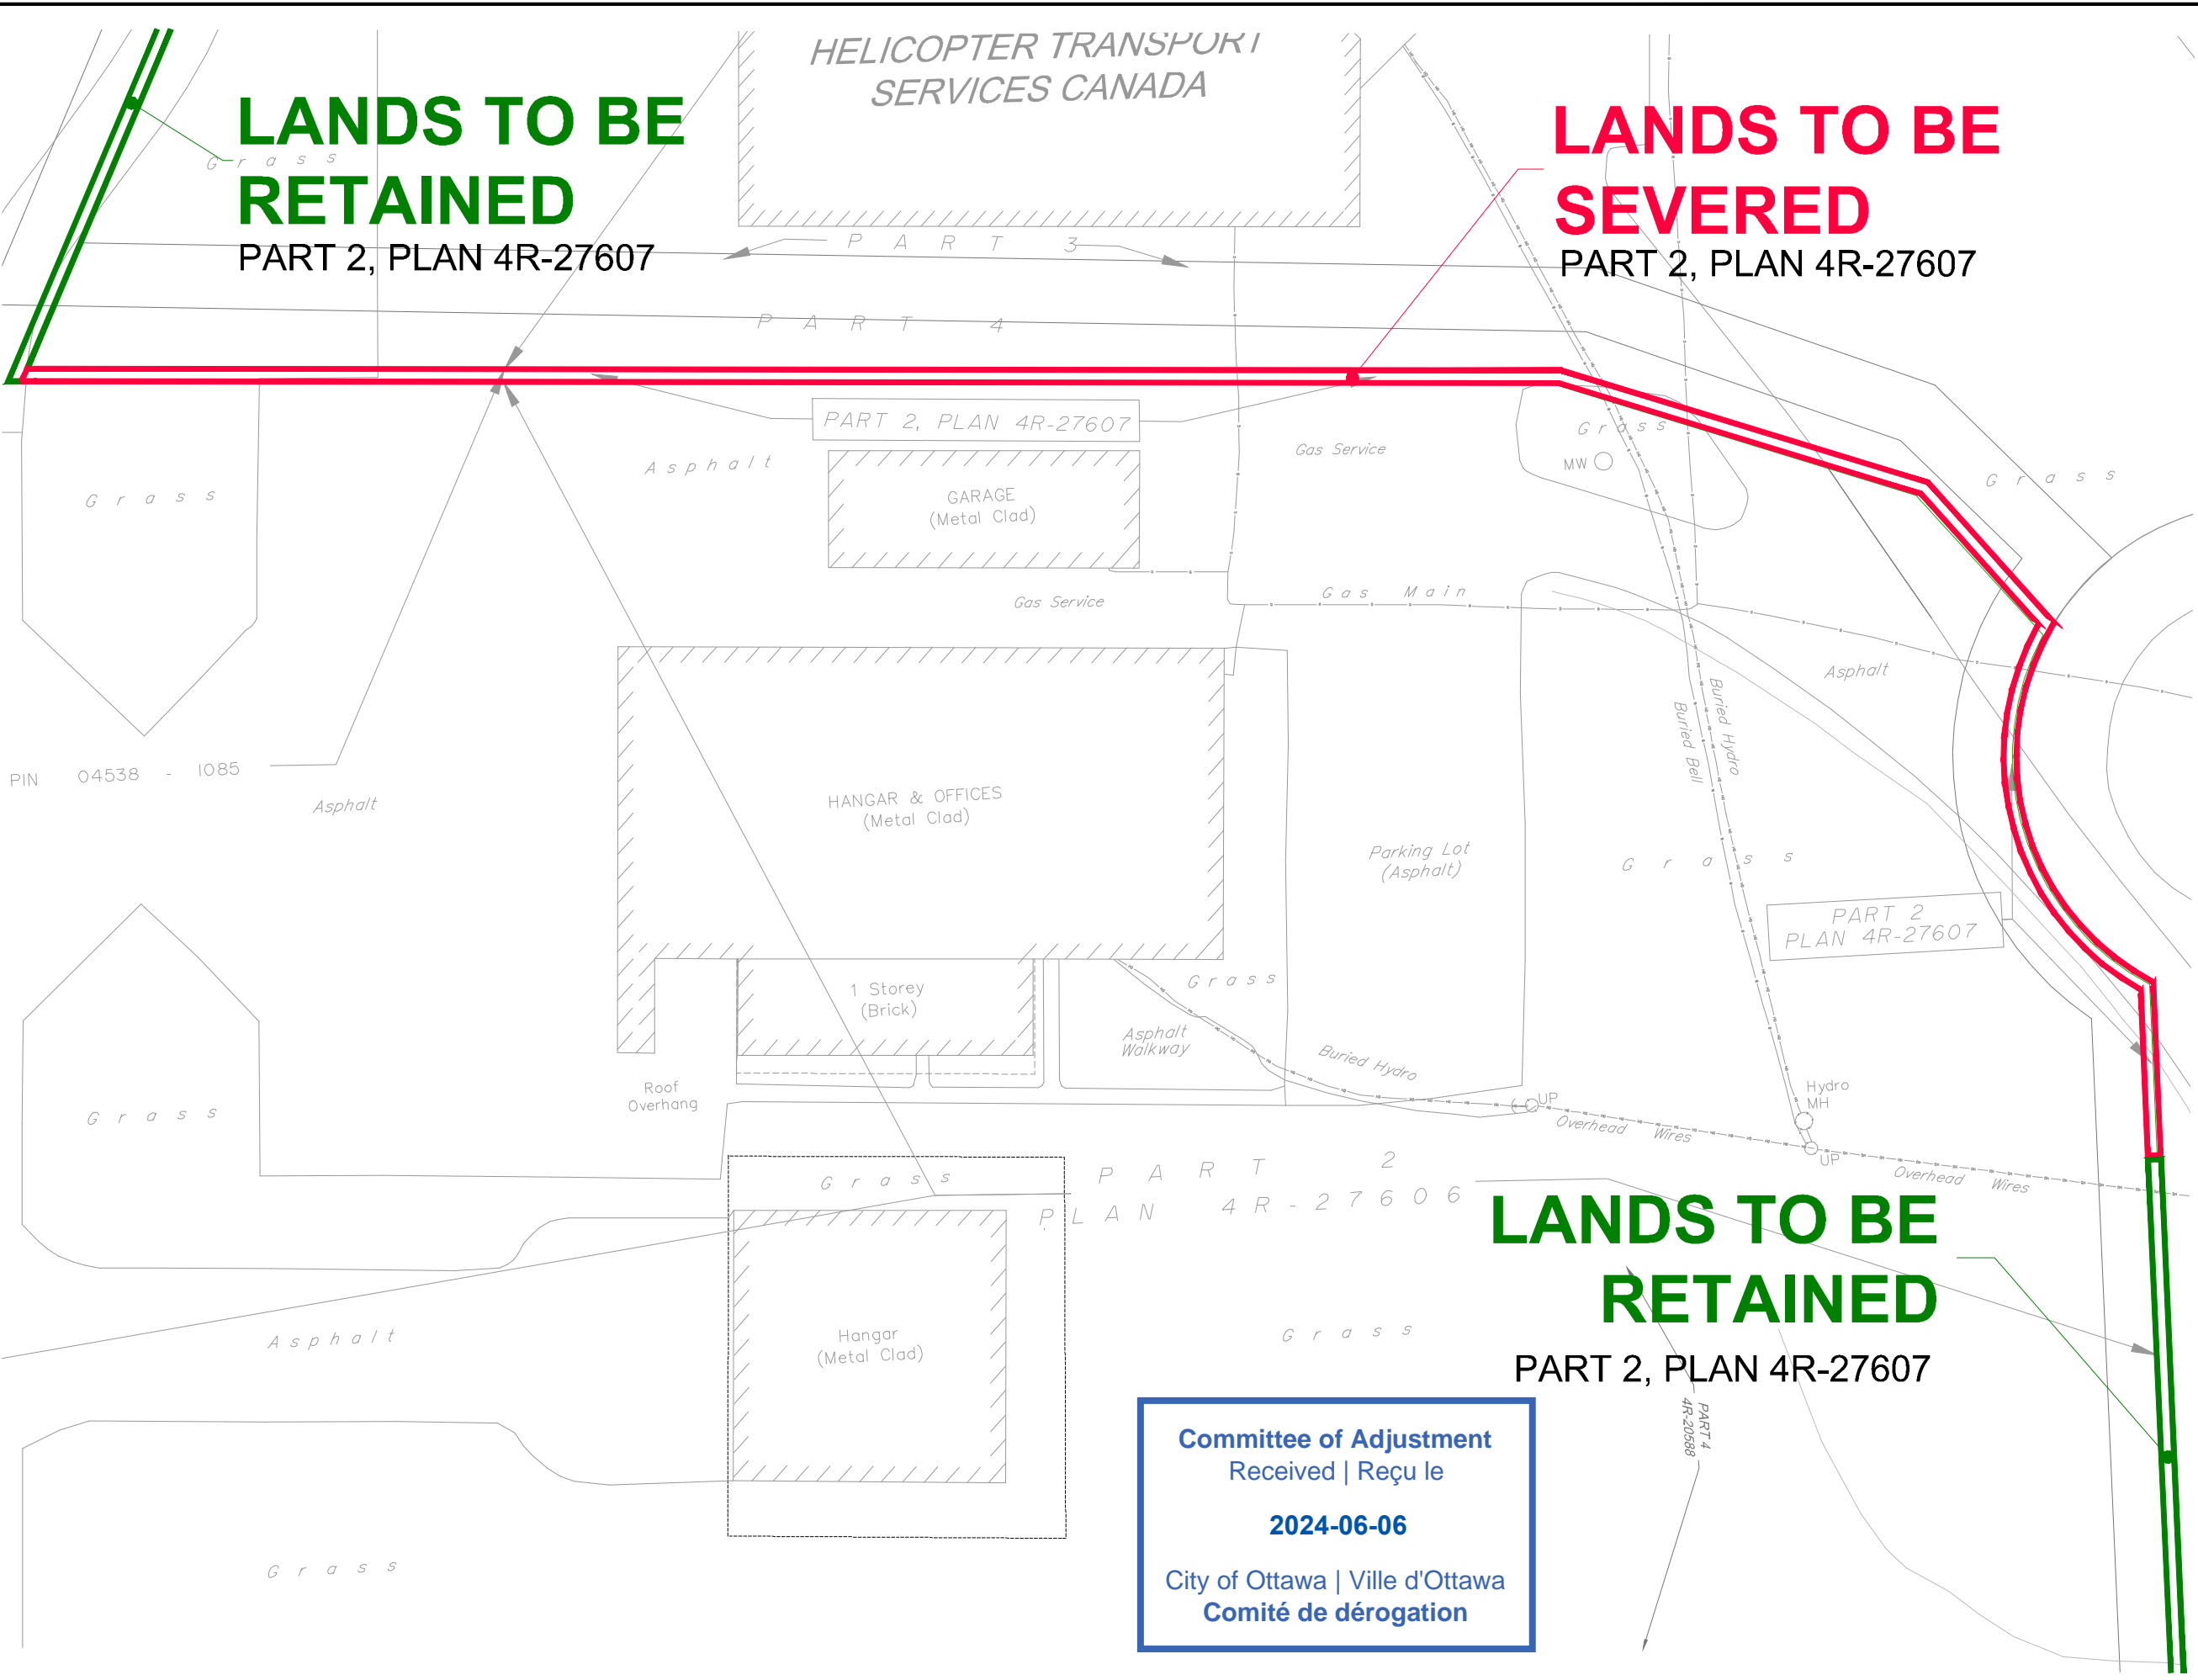 HELICOPTER TRANSPORT
SERVICES CANADA
LANDS TO BE
RETAINED
PART 2, PLAN 4R-27607
Grass
LANDS TO BE
SEVERED
PART 2, PLAN 4R-27607
PART 3
PART 4
PART 2, PLAN 4R-27607
Asphalt
Gas Service
Grass
MW
Grass
Grass
GARAGE
(Metal Clad)
Gas Service
Gas Main
Asphalt
Buried Hydro
Buried Bell
PIN 04538 - 1085
Asphalt
HANGAR & OFFICES
(Metal Clad)
Parking Lot
(Asphalt)
Grass
PART 2
PLAN 4R-27607
1 Storey
(Brick)
Grass
Asphalt
Walkway
Buried Hydro
Roof
Overhang
Grass
UP
Hydro
MH
Overhead Wires
UP
Overhead Wires
Grass
PART 2
PLAN 4R-27606
LANDS TO BE
RETAINED
PART 2, PLAN 4R-27607
Asphalt
Hangar
(Metal Clad)
Grass
PART 4
4R-20588
Grass
Committee of Adjustment
Received | Reçu le
2024-06-06
City of Ottawa | Ville d'Ottawa
Comité de dérogation